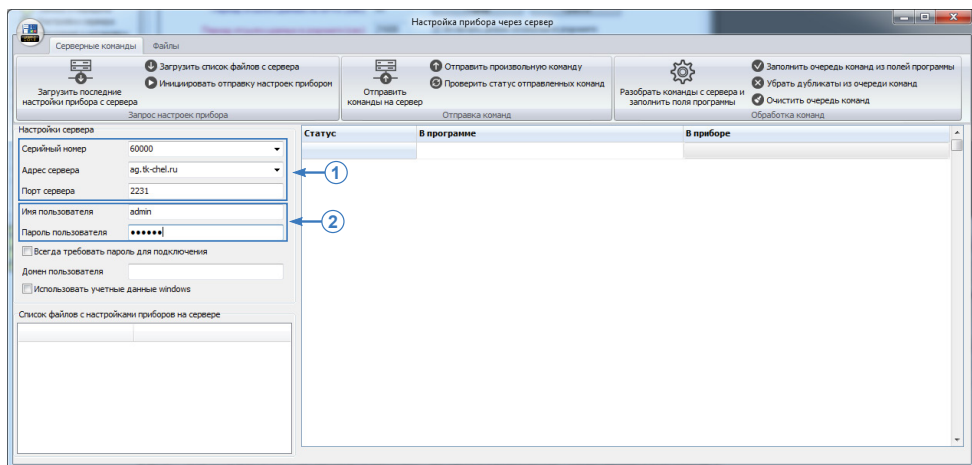 Настройка прибора через сервер
Серверные команды Файлы
Загрузить последние настройки прибора с сервера
Загрузить список файлов с сервера
Инициировать отправку настроек прибором
Запрос настроек прибора
Отправить команды на сервер
Отправить произвольную команду
Проверить статус отправленных команд
Отправка команд
Разобрать команды с сервера и заполнить поля программы
Заполнить очередь команд из полей программы
Убрать дубликаты из очереди команд
Очистить очередь команд
Обработка команд
Настройки сервера
Серийный номер 60000
Адрес сервера ag.tk-chel.ru
Порт сервера 2231
1
Имя пользователя admin
Пароль пользователя ••••••
2
Всегда требовать пароль для подключения
Домен пользователя
Использовать учетные данные windows
Список файлов с настройками приборов на сервере
Статус В программе В приборе